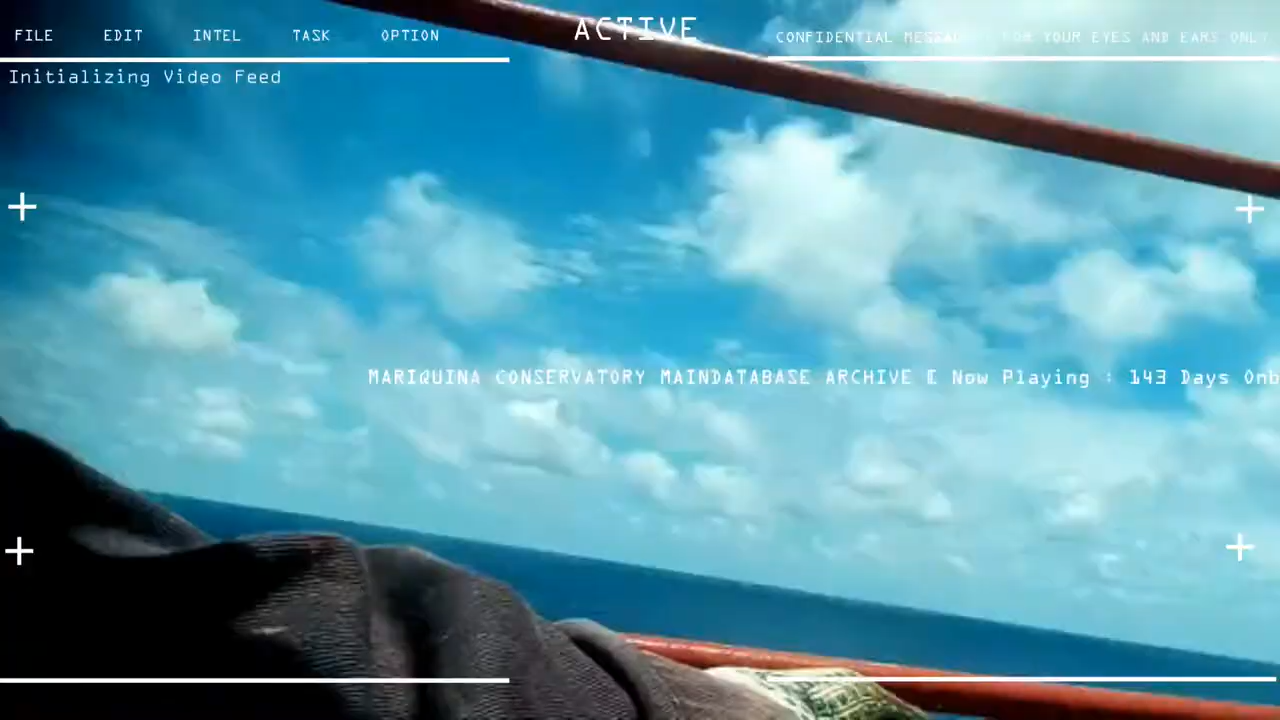 FILE EDIT INTEL TASK OPTION
ACTIVE
CONFIDENTIAL FOR YOUR EYES AND EARS ONLY
Initializing Video Feed
MARIQUINA CONSERVATORY MAINDATABASE ARCHIVE Now Playing : 143 Days Onb